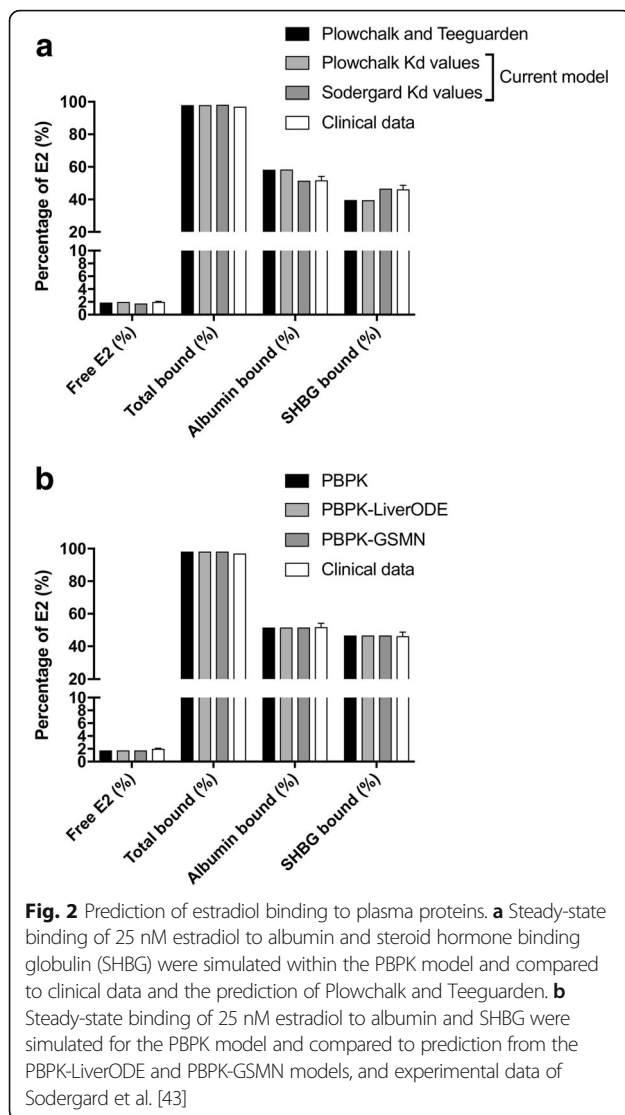 a
Plowchalk and Teeguarden
Plowchalk Kd values
Sodergard Kd values
Current model
Clinical data
Percentage of E2 (%)
100
80
60
40
20
10
8
6
4
2
0
Free E2 (%)
Total bound (%)
Albumin bound (%)
SHBG bound (%)
b
PBPK
PBPK-LiverODE
PBPK-GSMN
Clinical data
Percentage of E2 (%)
100
80
60
40
20
10
8
6
4
2
0
Free E2 (%)
Total bound (%)
Albumin bound (%)
SHBG bound (%)
Fig. 2 Prediction of estradiol binding to plasma proteins. a Steady-state
binding of 25 nM estradiol to albumin and steroid hormone binding
globulin (SHBG) were simulated within the PBPK model and compared
to clinical data and the prediction of Plowchalk and Teeguarden. b
Steady-state binding of 25 nM estradiol to albumin and SHBG were
simulated for the PBPK model and compared to prediction from the
PBPK-LiverODE and PBPK-GSMN models, and experimental data of
Sodergard et al. [43]